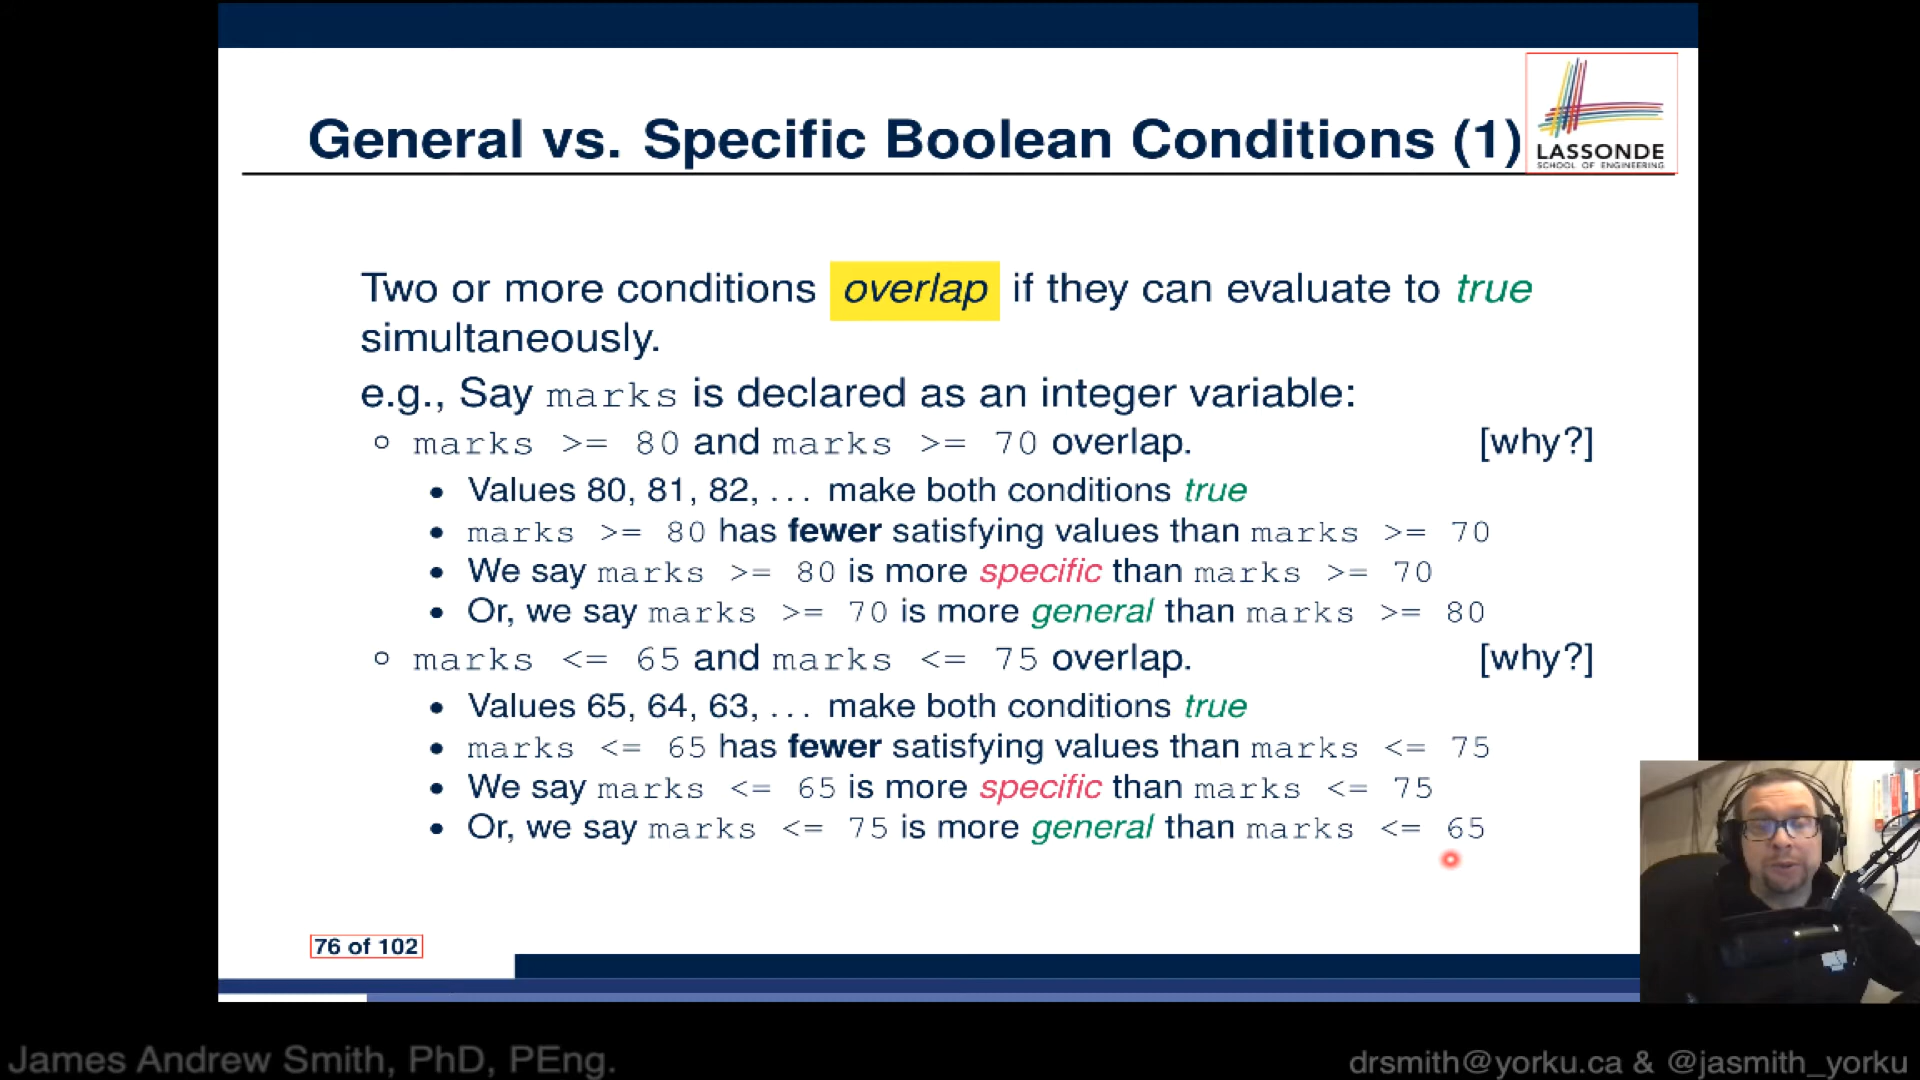 General vs. Specific Boolean Conditions (1)
LASSONDE
SCHOOL OF ENGINEERING
Two or more conditions overlap if they can evaluate to true
simultaneously.
e.g., Say marks is declared as an integer variable:
○ marks >= 80 and marks >= 70 overlap. [why?]
• Values 80, 81, 82, ... make both conditions true
• marks >= 80 has fewer satisfying values than marks >= 70
• We say marks >= 80 is more specific than marks >= 70
• Or, we say marks >= 70 is more general than marks >= 80
○ marks <= 65 and marks <= 75 overlap. [why?]
• Values 65, 64, 63, ... make both conditions true
• marks <= 65 has fewer satisfying values than marks <= 75
• We say marks <= 65 is more specific than marks <= 75
• Or, we say marks <= 75 is more general than marks <= 65
76 of 102
James Andrew Smith, PhD, PEng.
drsmith@yorku.ca & @jasmith_yorku